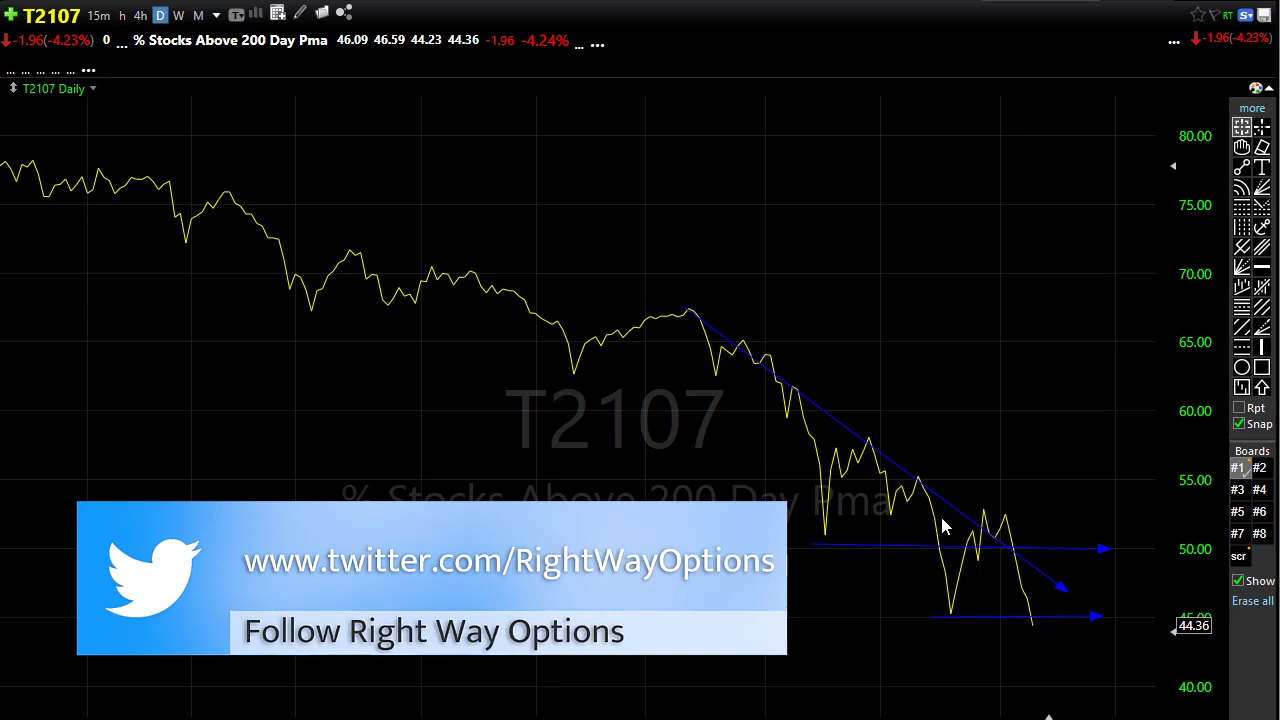 T2107 15m h 4h D W M T S RT
-1.96(-4.23%) 0 ... % Stocks Above 200 Day Pma 46.09 46.59 44.23 44.36 -1.96 -4.24% ... ... ... -1.96(-4.23%)
... ... ... ... ... ...
T2107 Daily
more
80.00
75.00
70.00
65.00
60.00
55.00
50.00
45.00
44.36
40.00
T2107
% Stocks Above 200 Day Pma
www.twitter.com/RightWayOptions
Follow Right Way Options
T
Rpt
Snap
Boards
#1 #2
#3 #4
#5 #6
#7 #8
scr
Show
Erase all